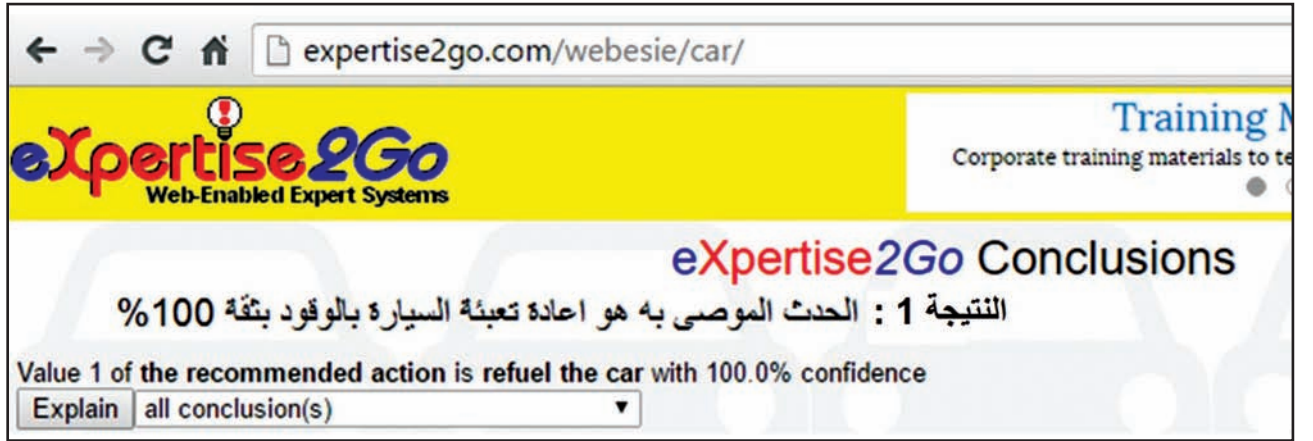 expertise2go.com/webesie/car/
eXpertise2Go
Web-Enabled Expert Systems
Training
Corporate training materials to
eXpertise2Go Conclusions
النتيجة 1 : الحدث الموصى به هو اعادة تعبئة السيارة بالوقود بثقة 100%
Value 1 of the recommended action is refuel the car with 100.0% confidence
Explain all conclusion(s)